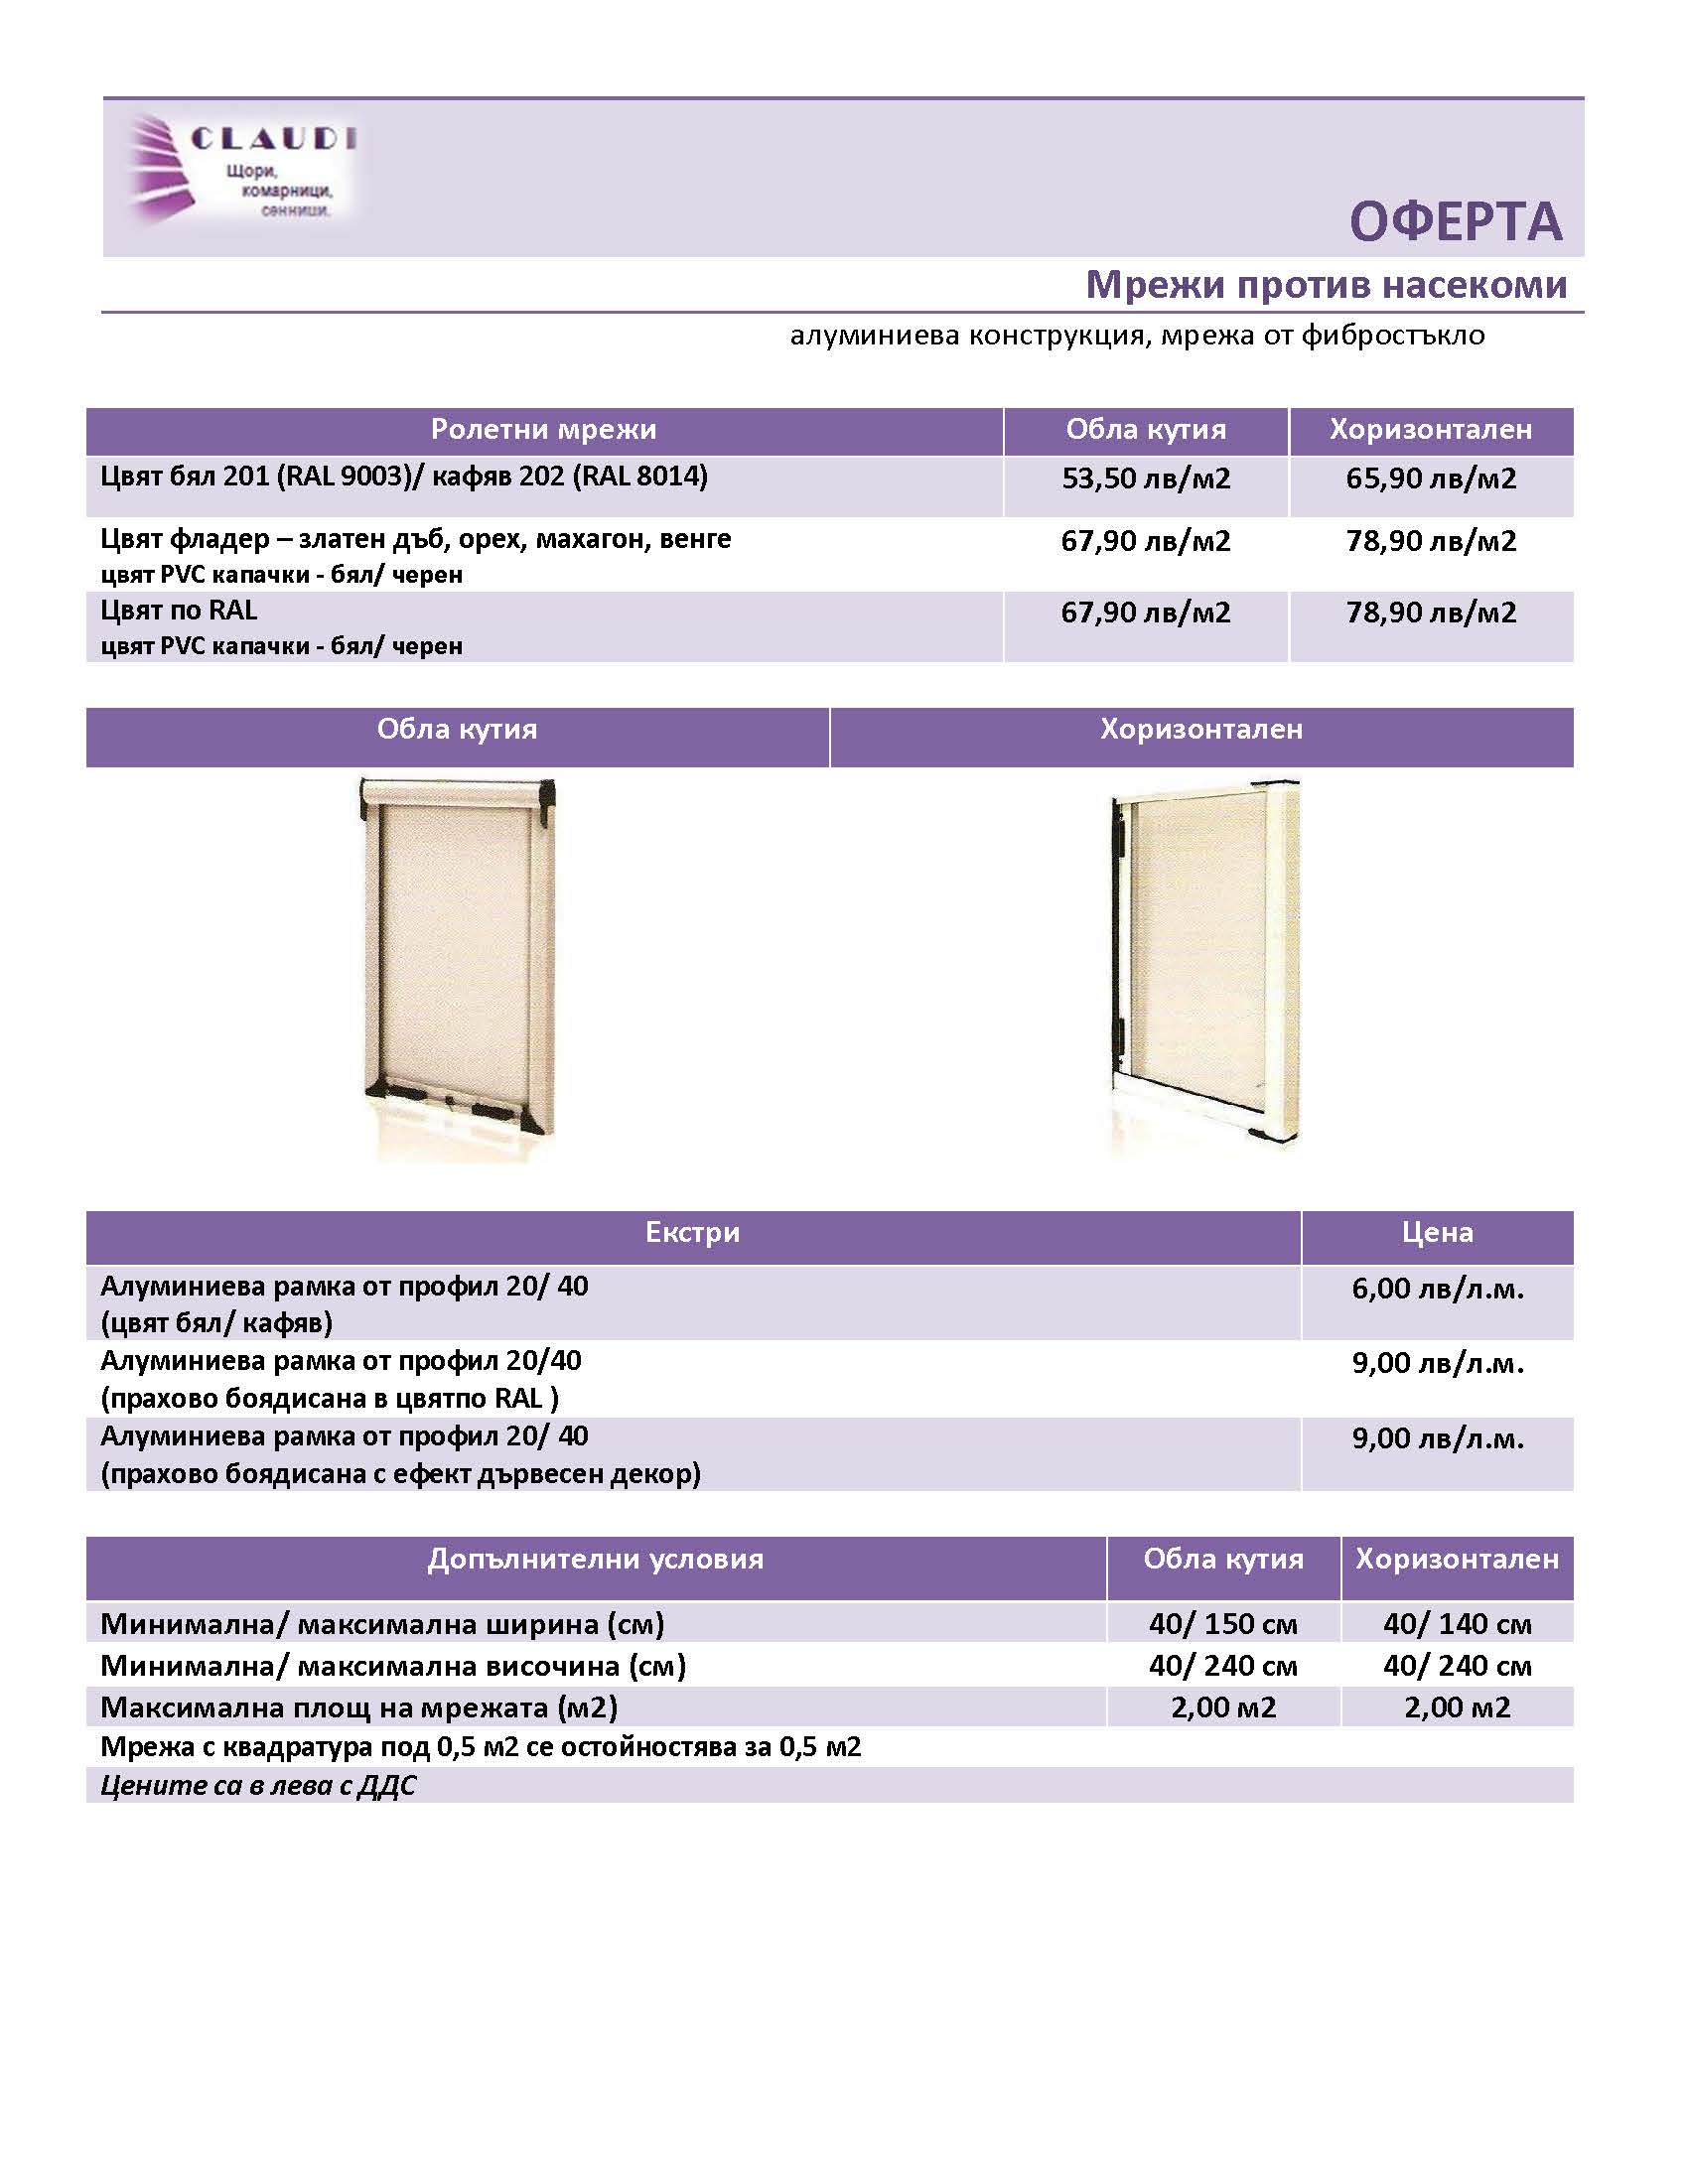 CLAUDI
Щори,
комарници,
сенници.
ОФЕРТА
Мрежи против насекоми
алуминиева конструкция, мрежа от фибростъкло
Ролетни мрежи Обла кутия Хоризонтален
Цвят бял 201 (RAL 9003)/ кафяв 202 (RAL 8014) 53,50 лв/м2 65,90 лв/м2
Цвят фладер – златен дъб, орех, махагон, венге 67,90 лв/м2 78,90 лв/м2
цвят PVC капачки - бял/ черен
Цвят по RAL 67,90 лв/м2 78,90 лв/м2
цвят PVC капачки - бял/ черен
Обла кутия Хоризонтален
Екстри Цена
Алуминиева рамка от профил 20/ 40 6,00 лв/л.м.
(цвят бял/ кафяв)
Алуминиева рамка от профил 20/40 9,00 лв/л.м.
(прахово боядисана в цвятпо RAL )
Алуминиева рамка от профил 20/ 40 9,00 лв/л.м.
(прахово боядисана с ефект дървесен декор)
Допълнителни условия Обла кутия Хоризонтален
Минимална/ максимална ширина (см) 40/ 150 см 40/ 140 см
Минимална/ максимална височина (см) 40/ 240 см 40/ 240 см
Максимална площ на мрежата (м2) 2,00 м2 2,00 м2
Мрежа с квадратура под 0,5 м2 се остойностява за 0,5 м2
Цените са в лева с ДДС